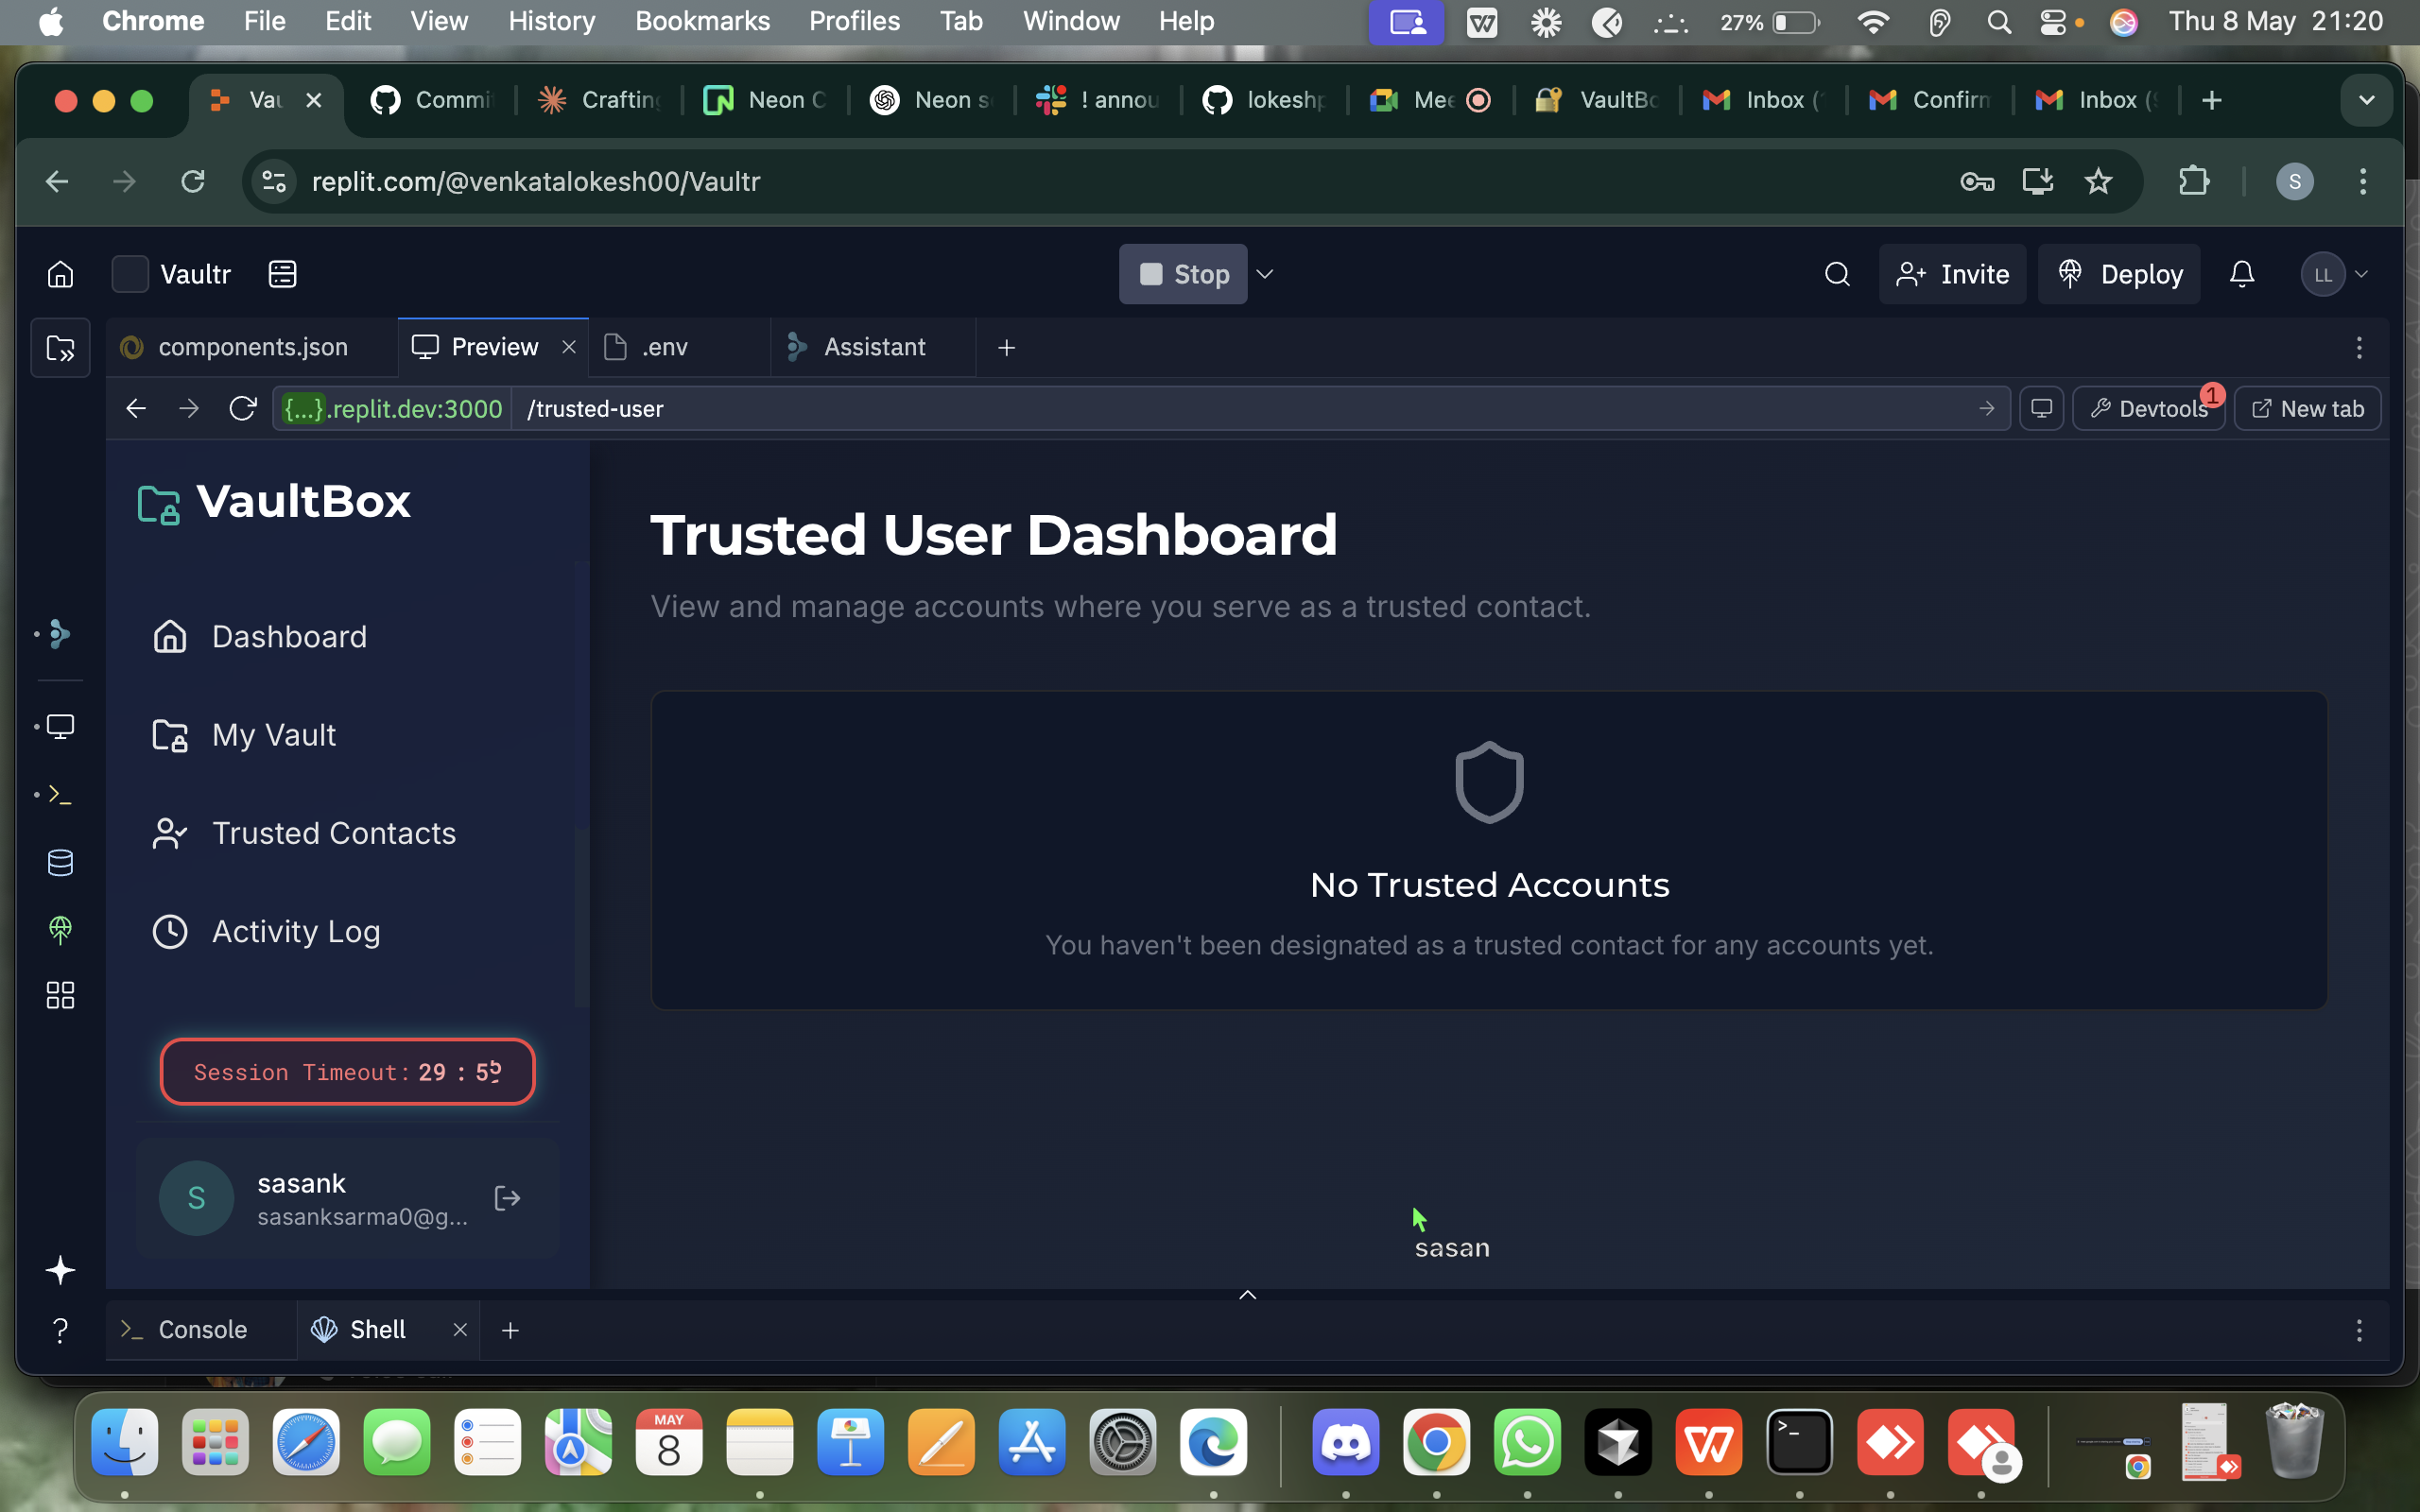 Chrome File Edit View History Bookmarks Profiles Tab Window Help 27% Thu 8 May 21:20
Vau Commi Crafting Neon C Neon s ! annou lokeshp Mee VaultBo Inbox ( Confirm Inbox (
replit.com/@venkatalokesh00/Vaultr S
Vaultr Stop Invite Deploy LL
components.json Preview .env Assistant
{...}.replit.dev:3000 /trusted-user Devtools 1 New tab
VaultBox
Dashboard
My Vault
Trusted Contacts
Activity Log
Session Timeout: 29 : 5
S
sasank
sasanksarma0@g...
Trusted User Dashboard
View and manage accounts where you serve as a trusted contact.
No Trusted Accounts
You haven't been designated as a trusted contact for any accounts yet.
sasan
Console Shell
MAY
8